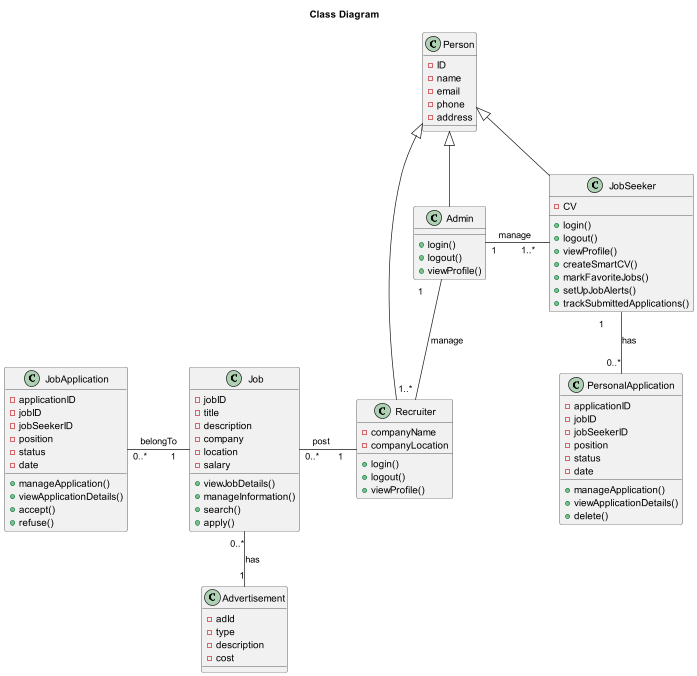 Class Diagram
C Person
ID
name
email
phone
address
C Admin
login()
logout()
viewProfile()
manage
1
1..*
C JobSeeker
CV
login()
logout()
viewProfile()
createSmartCV()
markFavoriteJobs()
setUpJobAlerts()
trackSubmittedApplications()
1
manage
1..*
1
has
0..*
C JobApplication
applicationID
jobID
jobSeekerID
position
status
date
manageApplication()
viewApplicationDetails()
accept()
refuse()
belongTo
0..*
1
C Job
jobID
title
description
company
location
salary
viewJobDetails()
manageInformation()
search()
apply()
post
0..*
1
C Recruiter
companyName
companyLocation
login()
logout()
viewProfile()
C PersonalApplication
applicationID
jobID
jobSeekerID
position
status
date
manageApplication()
viewApplicationDetails()
delete()
0..*
has
1
C Advertisement
adId
type
description
cost